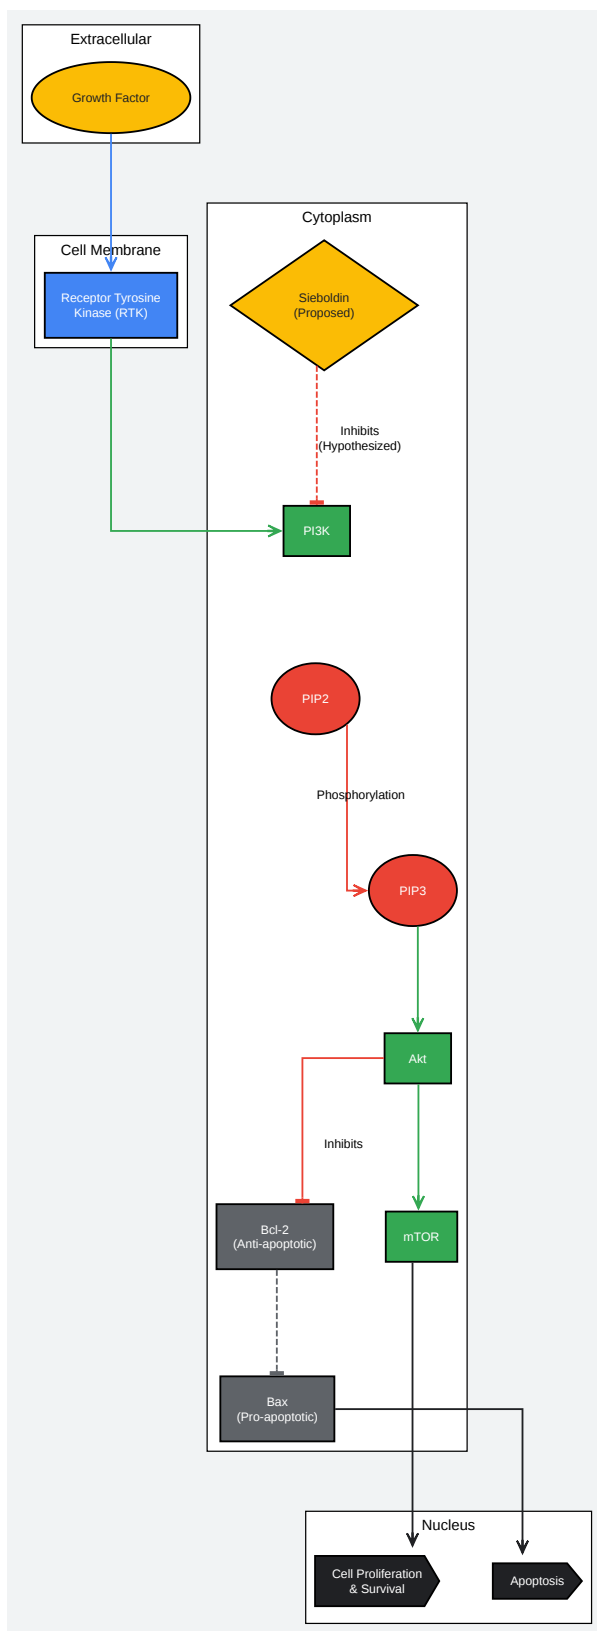 Extracellular
Growth Factor
Cytoplasm
Cell Membrane
Receptor Tyrosine
Kinase (RTK)
Sieboldin
(Proposed)
Inhibits
(Hypothesized)
PI3K
PIP2
Phosphorylation
PIP3
Akt
Inhibits
Bcl-2
(Anti-apoptotic)
mTOR
Bax
(Pro-apoptotic)
Nucleus
Cell Proliferation
& Survival
Apoptosis